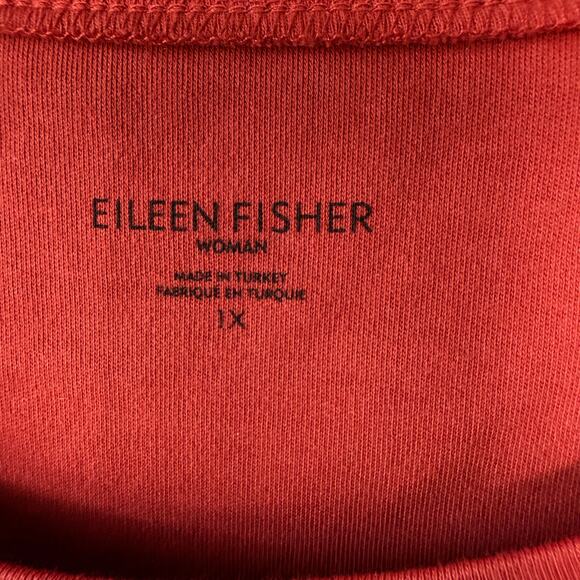 EILEEN FISHER
WOMAN
MADE IN TURKEY
FABRIQUE EN TURQUIE
1X